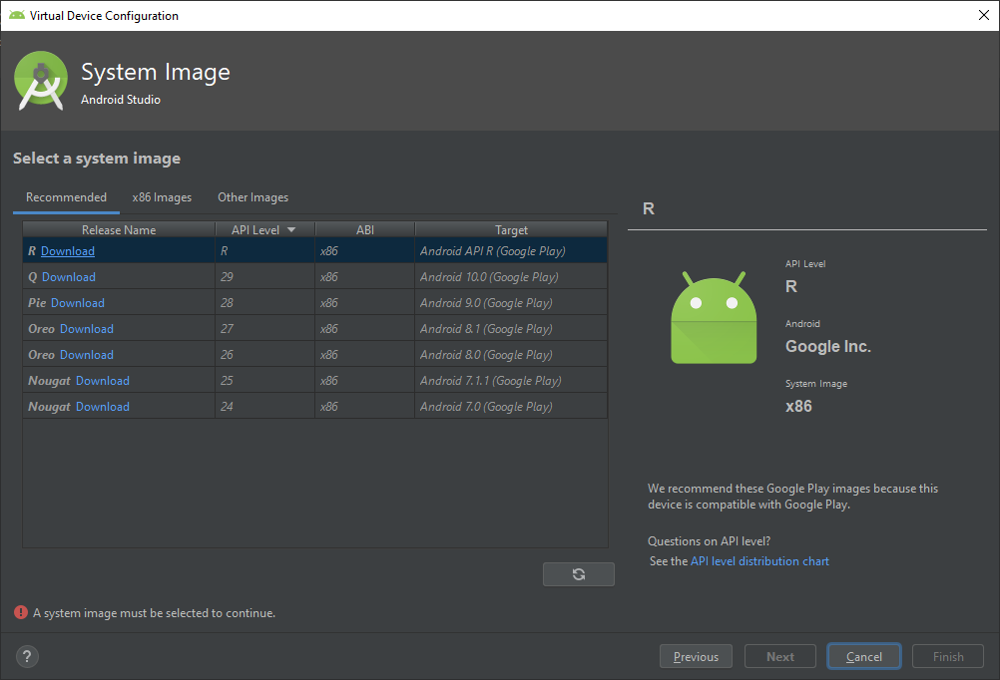 Virtual Device Configuration
System Image
Android Studio
Select a system image
Recommended x86 Images Other Images
Release Name API Level ABI Target
R Download R x86 Android API R (Google Play)
Q Download 29 x86 Android 10.0 (Google Play)
Pie Download 28 x86 Android 9.0 (Google Play)
Oreo Download 27 x86 Android 8.1 (Google Play)
Oreo Download 26 x86 Android 8.0 (Google Play)
Nougat Download 25 x86 Android 7.1.1 (Google Play)
Nougat Download 24 x86 Android 7.0 (Google Play)
R
API Level
R
Android
Google Inc.
System Image
x86
We recommend these Google Play images because this
device is compatible with Google Play.
Questions on API level?
See the API level distribution chart
A system image must be selected to continue.
? Previous Next Cancel Finish